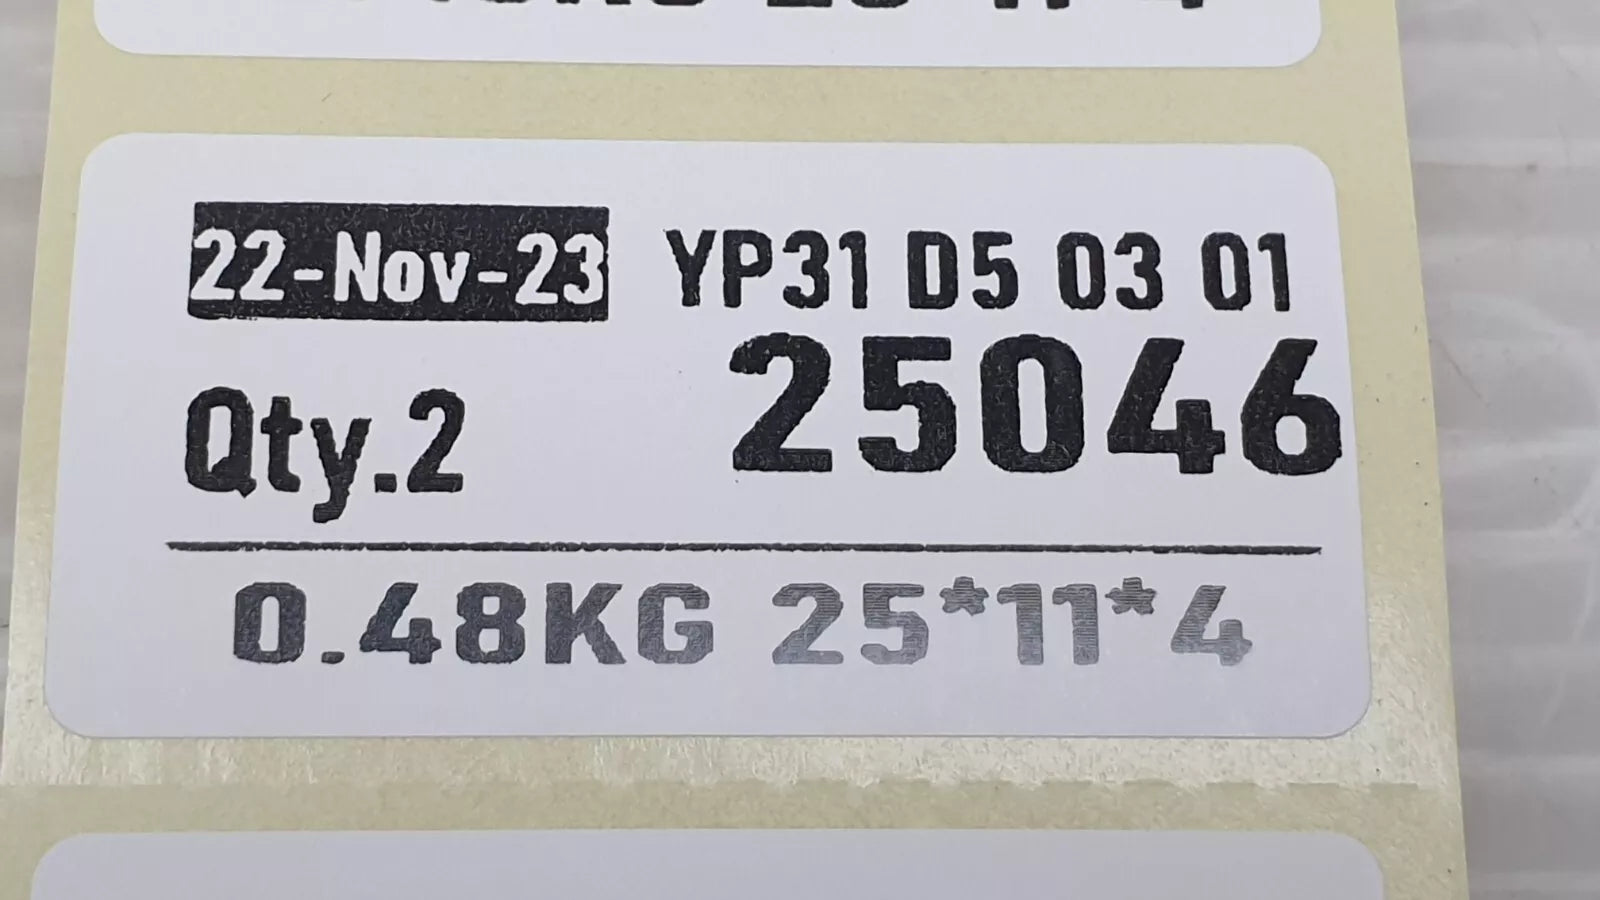 22-Nov-23 YP31 D5 03 01
25046
Qty.2
0.48KG 25*11*4